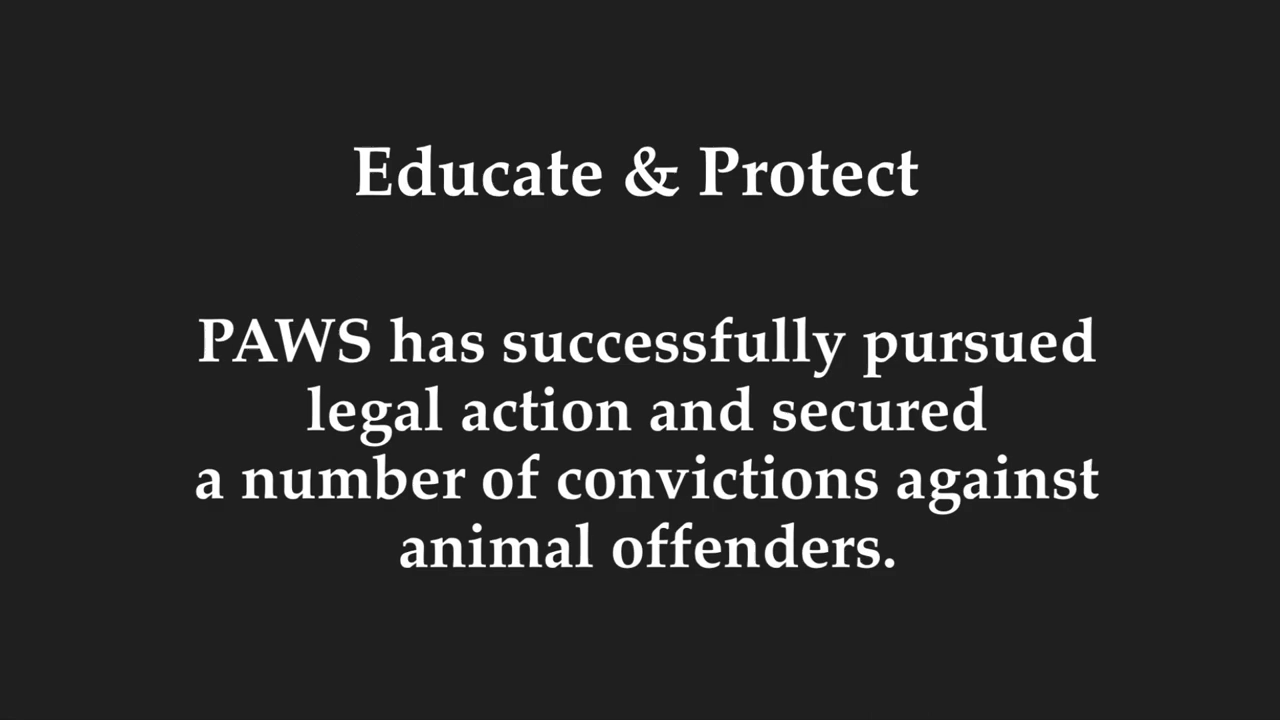 Educate & Protect
PAWS has successfully pursued
legal action and secured
a number of convictions against
animal offenders.